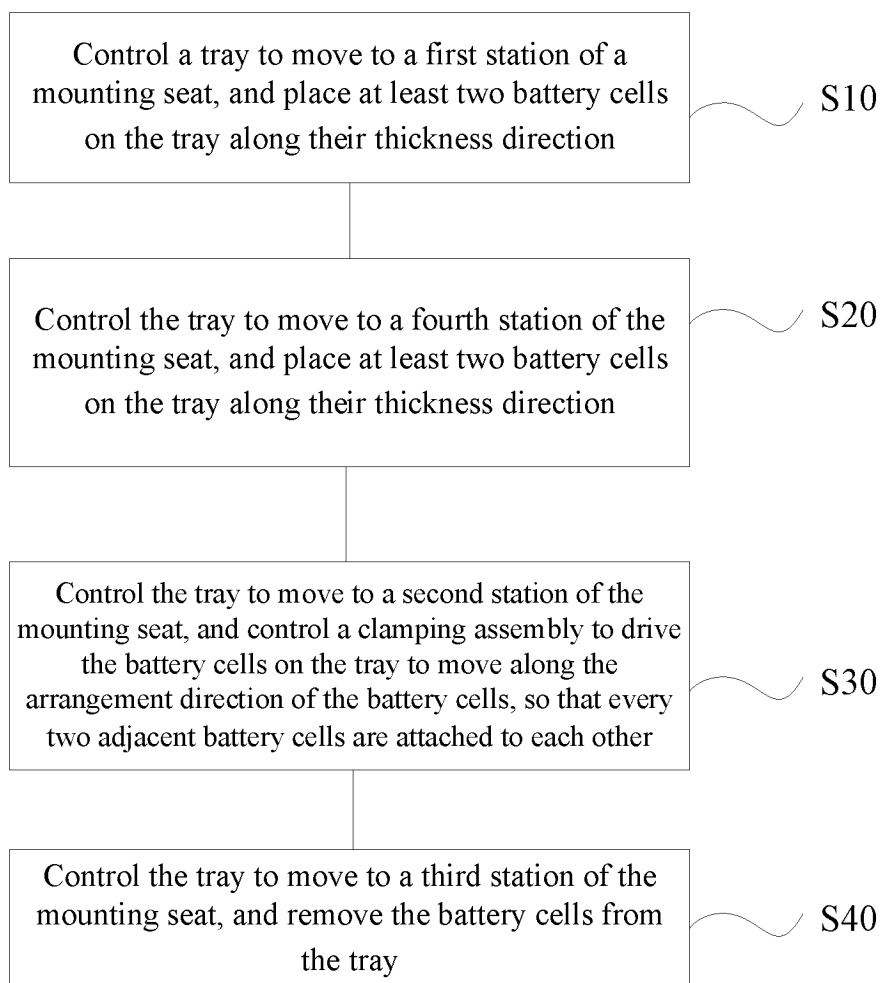 Control a tray to move to a first station of a
mounting seat, and place at least two battery cells
on the tray along their thickness direction
S10
Control the tray to move to a fourth station of the
mounting seat, and place at least two battery cells
on the tray along their thickness direction
S20
Control the tray to move to a second station of the
mounting seat, and control a clamping assembly to drive
the battery cells on the tray to move along the
arrangement direction of the battery cells, so that every
two adjacent battery cells are attached to each other
S30
Control the tray to move to a third station of the
mounting seat, and remove the battery cells from
the tray
S40